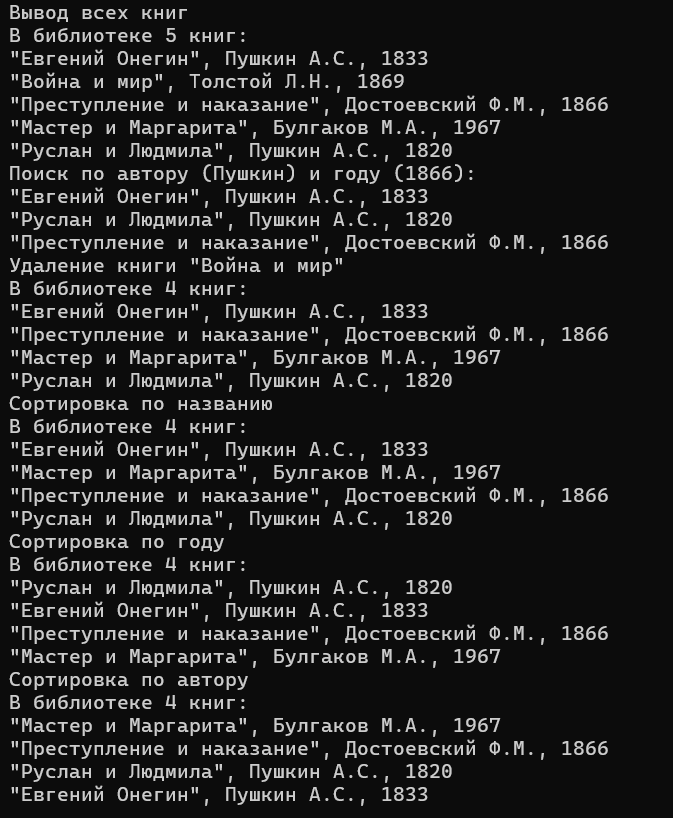 Вывод всех книг
В библиотеке 5 книг:
"Евгений Онегин", Пушкин А.С., 1833
"Война и мир", Толстой Л.Н., 1869
"Преступление и наказание", Достоевский Ф.М., 1866
"Мастер и Маргарита", Булгаков М.А., 1967
"Руслан и Людмила", Пушкин А.С., 1820
Поиск по автору (Пушкин) и году (1866):
"Евгений Онегин", Пушкин А.С., 1833
"Руслан и Людмила", Пушкин А.С., 1820
"Преступление и наказание", Достоевский Ф.М., 1866
Удаление книги "Война и мир"
В библиотеке 4 книг:
"Евгений Онегин", Пушкин А.С., 1833
"Преступление и наказание", Достоевский Ф.М., 1866
"Мастер и Маргарита", Булгаков М.А., 1967
"Руслан и Людмила", Пушкин А.С., 1820
Сортировка по названию
В библиотеке 4 книг:
"Евгений Онегин", Пушкин А.С., 1833
"Мастер и Маргарита", Булгаков М.А., 1967
"Преступление и наказание", Достоевский Ф.М., 1866
"Руслан и Людмила", Пушкин А.С., 1820
Сортировка по году
В библиотеке 4 книг:
"Руслан и Людмила", Пушкин А.С., 1820
"Евгений Онегин", Пушкин А.С., 1833
"Преступление и наказание", Достоевский Ф.М., 1866
"Мастер и Маргарита", Булгаков М.А., 1967
Сортировка по автору
В библиотеке 4 книг:
"Мастер и Маргарита", Булгаков М.А., 1967
"Преступление и наказание", Достоевский Ф.М., 1866
"Руслан и Людмила", Пушкин А.С., 1820
"Евгений Онегин", Пушкин А.С., 1833